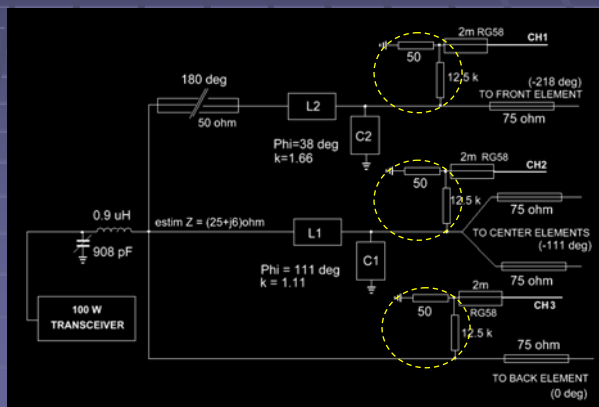 2m RG58
CH1
50
12.5 k
(-218 deg)
TO FRONT ELEMENT
75 ohm
180 deg
50 ohm
L2
C2
Phi=38 deg
k=1.66
2m RG58
CH2
50
12.5 k
75 ohm
0.9 uH
estim Z = (25+j6)ohm
L1
TO CENTER ELEMENTS
(-111 deg)
908 pF
C1
Phi = 111 deg
k = 1.11
75 ohm
100 W
TRANSCEIVER
2m
CH3
50
RG58
12.5 k
75 ohm
TO BACK ELEMENT
(0 deg)